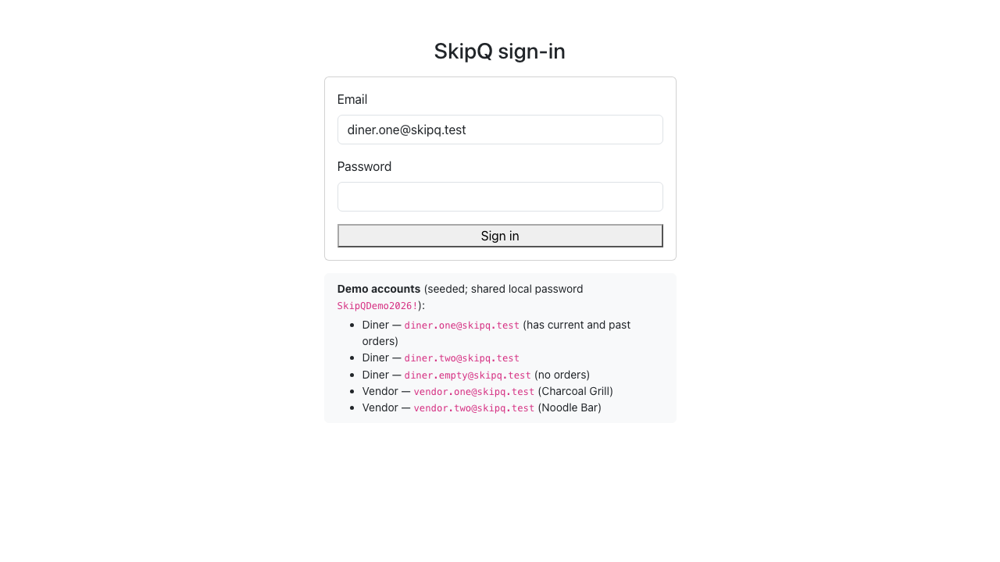 SkipQ sign-in
Email
diner.one@skipq.test
Password
Sign in
Demo accounts (seeded; shared local password
SkipQDemo2026!):
• Diner — diner.one@skipq.test (has current and past
orders)
• Diner — diner.two@skipq.test
• Diner — diner.empty@skipq.test (no orders)
• Vendor — vendor.one@skipq.test (Charcoal Grill)
• Vendor — vendor.two@skipq.test (Noodle Bar)